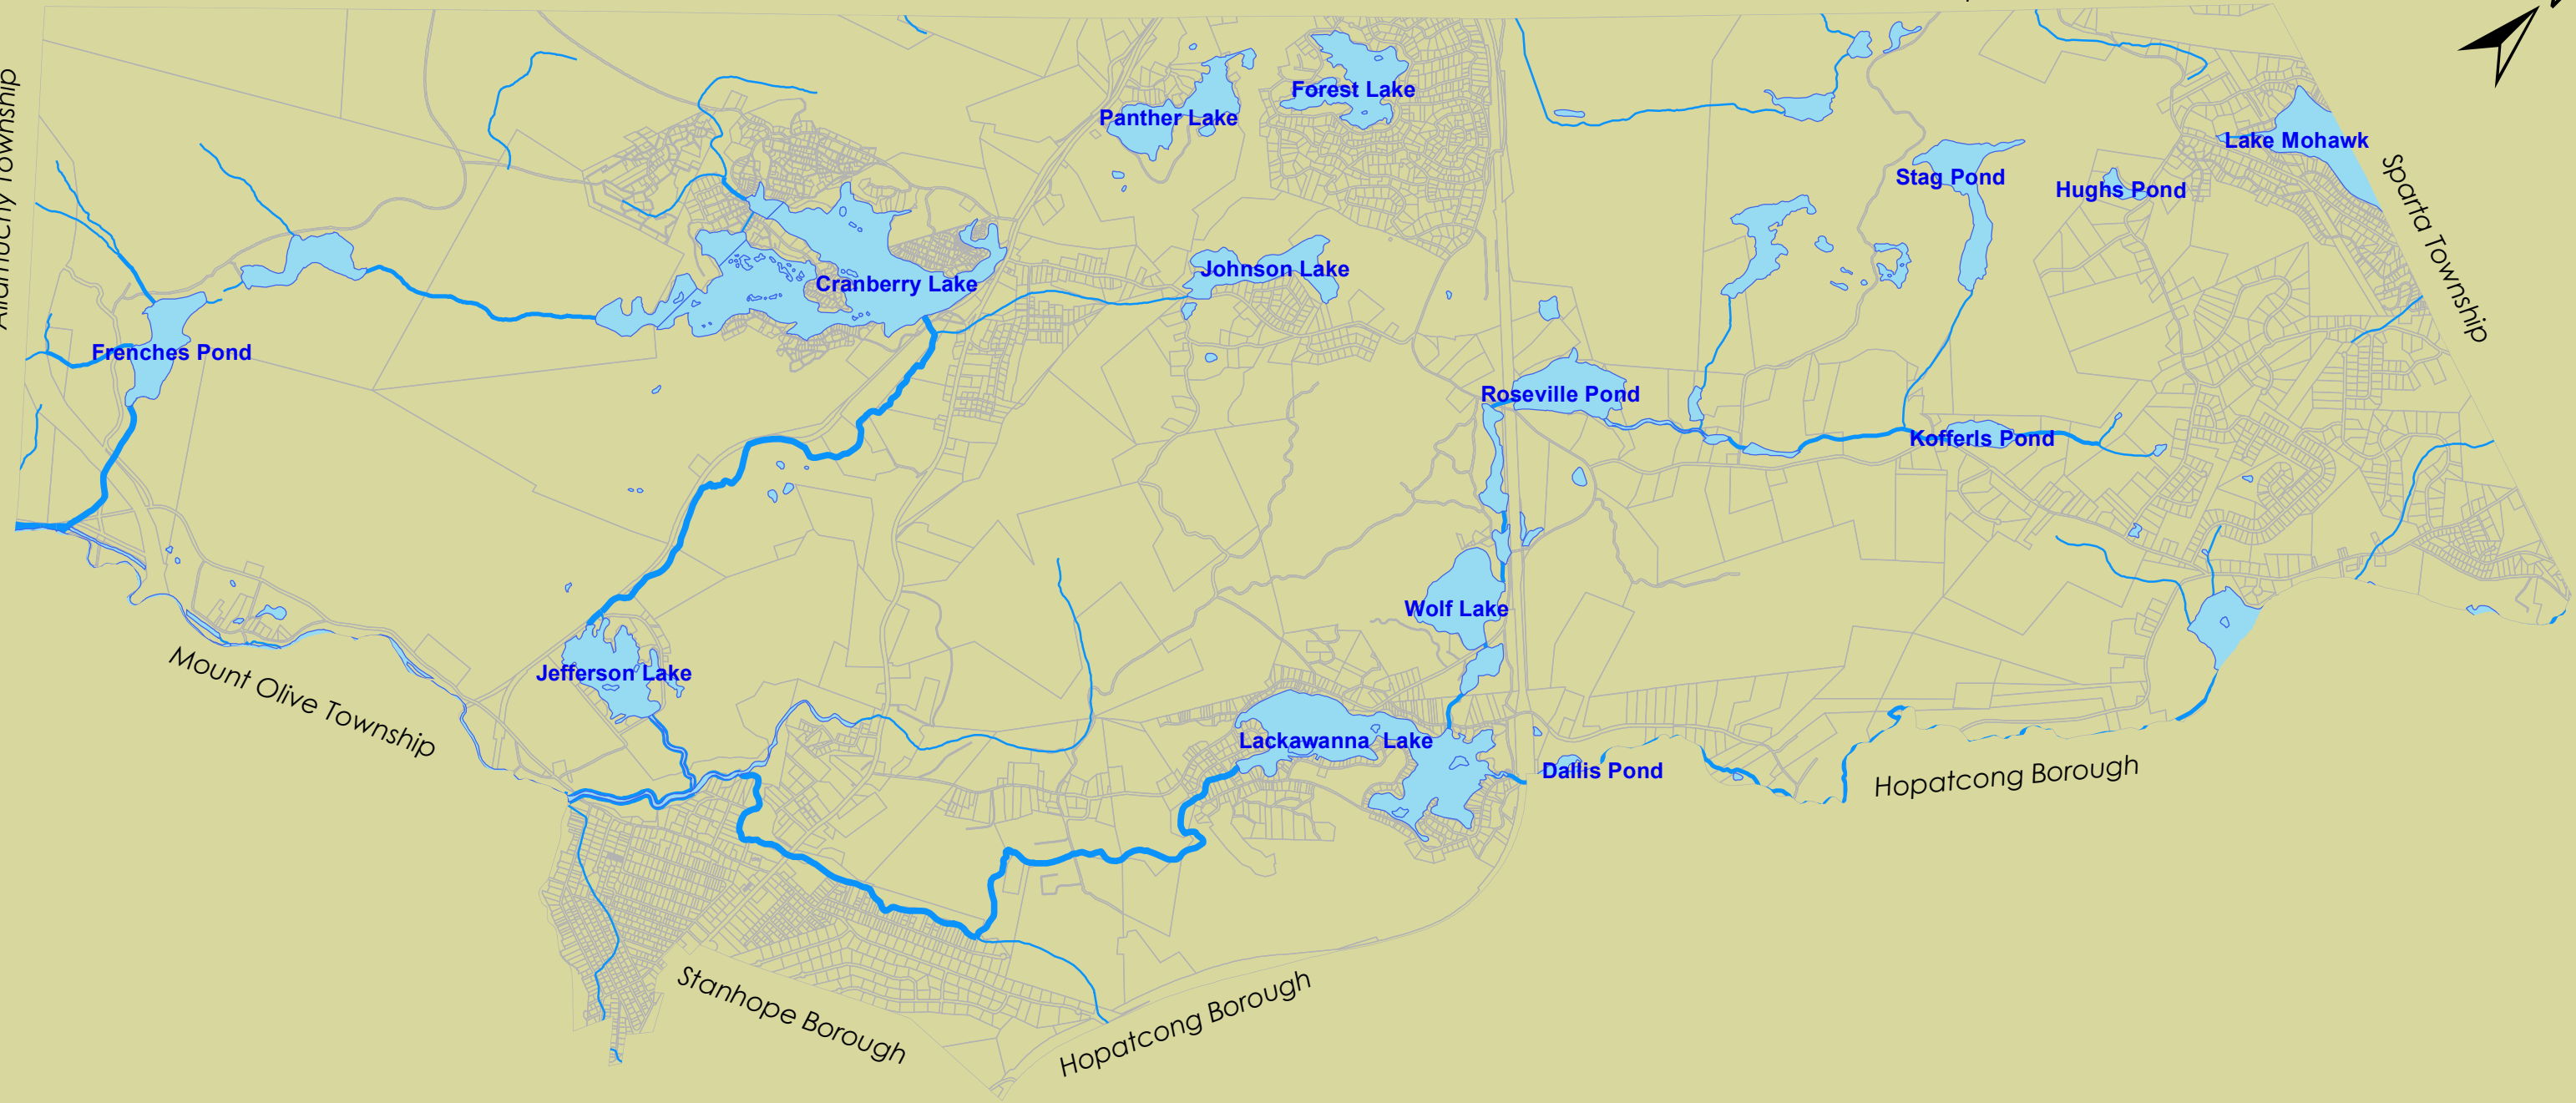 Forest Lake
Panther Lake
Lake Mohawk
Stag Pond
Hughs Pond
Sparta Township
Allamuchy Township
Johnson Lake
Cranberry Lake
Frenches Pond
Roseville Pond
Kofferls Pond
Wolf Lake
Jefferson Lake
Mount Olive Township
Lackawanna Lake
Dallis Pond
Hopatcong Borough
Stanhope Borough
Hopatcong Borough